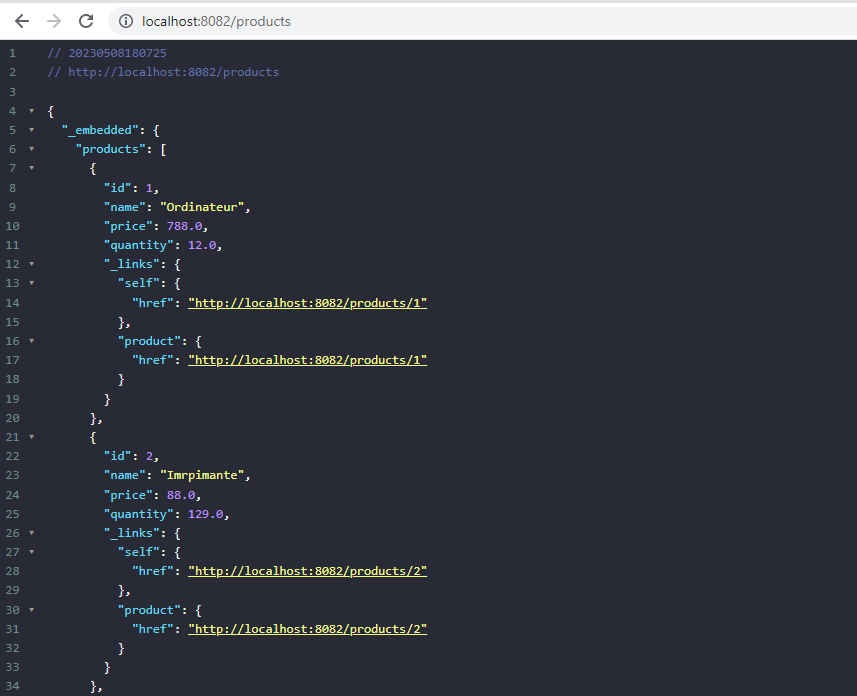 localhost:8082/products
1 // 20230508180725
2 // http://localhost:8082/products
3
4 {
5 "_embedded": {
6 "products": [
7 {
8 "id": 1,
9 "name": "Ordinateur",
10 "price": 788.0,
11 "quantity": 12.0,
12 "_links": {
13 "self": {
14 "href": "http://localhost:8082/products/1"
15 },
16 "product": {
17 "href": "http://localhost:8082/products/1"
18 }
19 }
20 },
21 {
22 "id": 2,
23 "name": "Imrpimante",
24 "price": 88.0,
25 "quantity": 129.0,
26 "_links": {
27 "self": {
28 "href": "http://localhost:8082/products/2"
29 },
30 "product": {
31 "href": "http://localhost:8082/products/2"
32 }
33 }
34 },